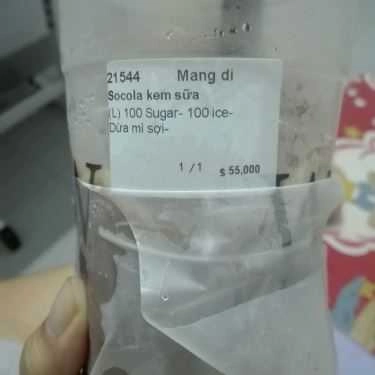 21544 Mang đi
Socola kem sữa
(L) 100 Sugar- 100 ice-
Dừa mì sợi-
1 /1 $ 55,000